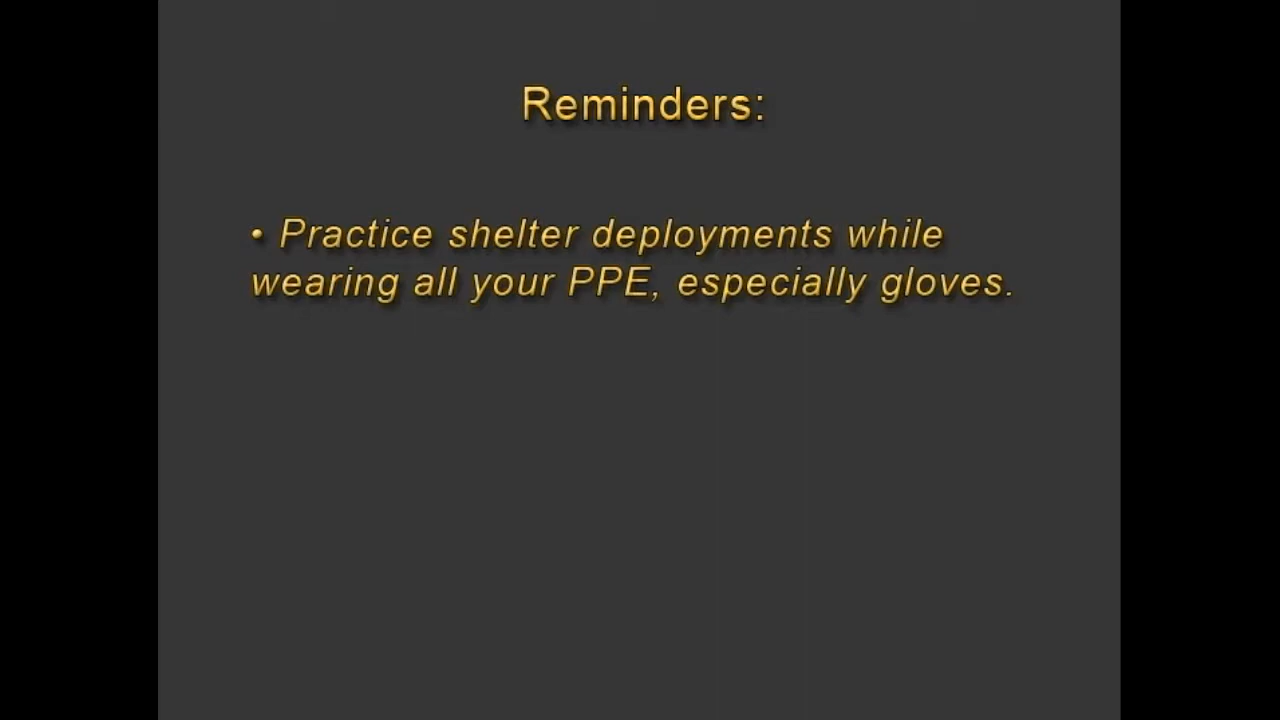 Reminders:
• Practice shelter deployments while
wearing all your PPE, especially gloves.